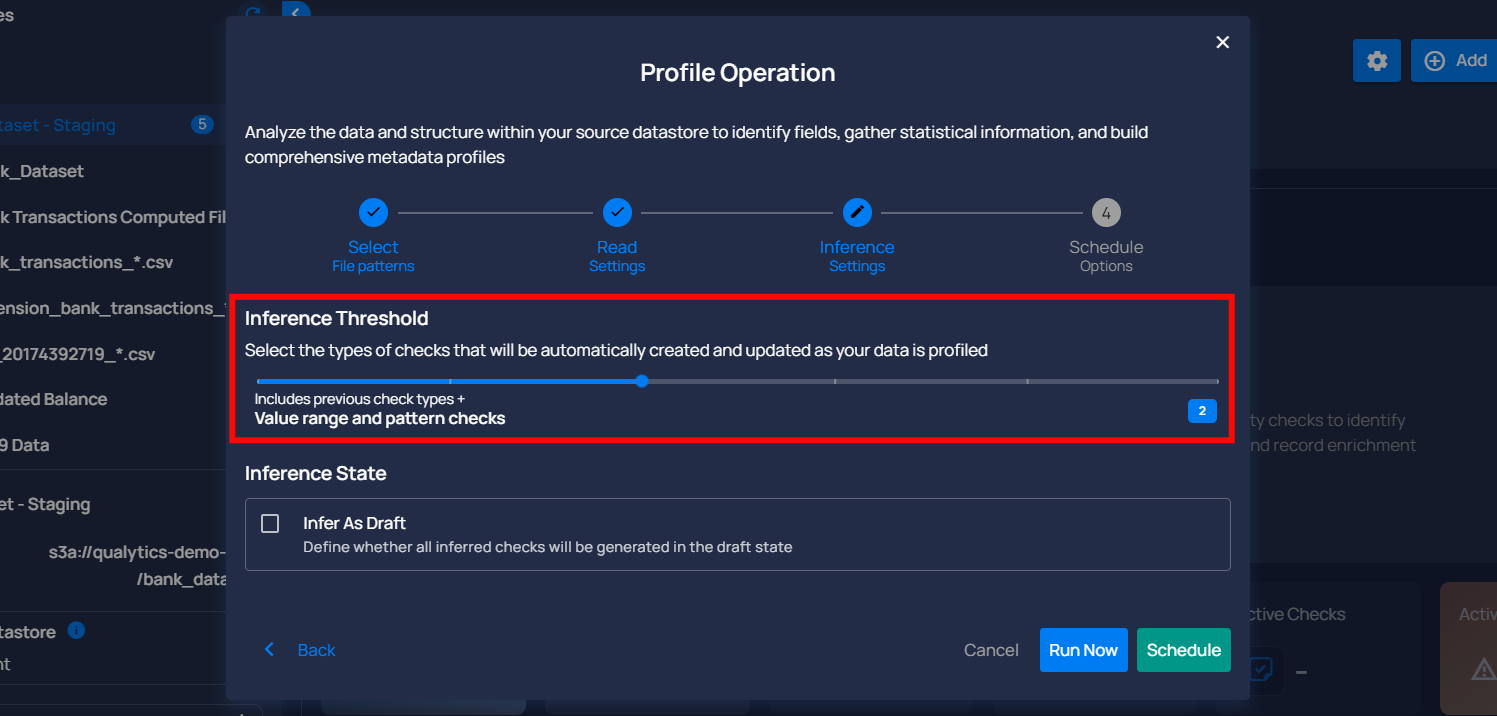 es
Add
taset - Staging
5
k_Dataset
k Transactions Computed Fil
k_transactions_*.csv
ension_bank_transactions_
_20174392719_*.csv
dated Balance
9 Data
et - Staging
s3a://qualytics-demo-
/bank_data
tastore
nt
Profile Operation
Analyze the data and structure within your source datastore to identify fields, gather statistical information, and build
comprehensive metadata profiles
4
Select
File patterns
Read
Settings
Inference
Settings
Schedule
Options
Inference Threshold
Select the types of checks that will be automatically created and updated as your data is profiled
Includes previous check types +
Value range and pattern checks
2
Inference State
Infer As Draft
Define whether all inferred checks will be generated in the draft state
Back
Cancel
Run Now
Schedule
ty checks to identify
nd record enrichment
ctive Checks
–
Activ